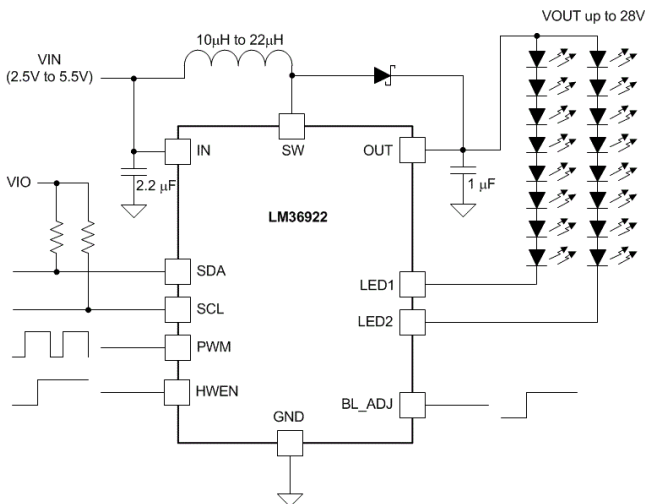 VOUT up to 28V
10µH to 22µH
VIN
(2.5V to 5.5V)
IN
SW
OUT
2.2 µF
1 µF
VIO
LM36922
SDA
LED1
SCL
LED2
PWM
HWEN
BL_ADJ
GND